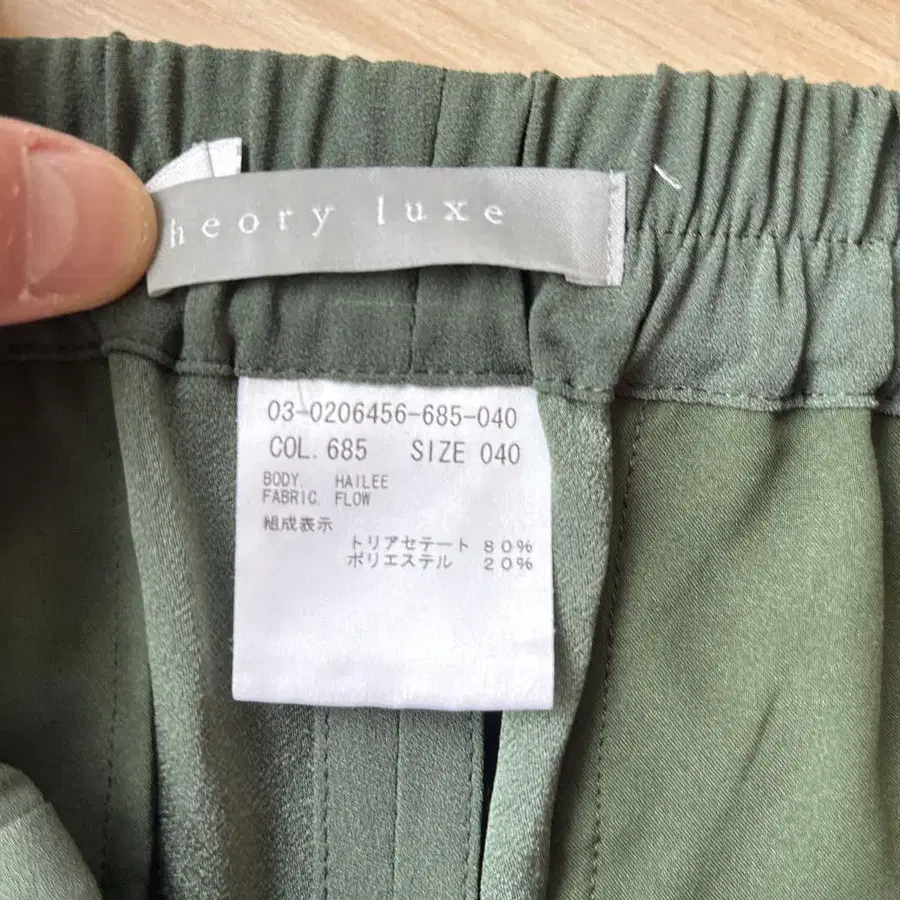 heory luxe
03-0206456-685-040
COL. 685 SIZE 040
BODY. HAILEE
FABRIC. FLOW
組成表示
トリアセテート 80%
ポリエステル 20%